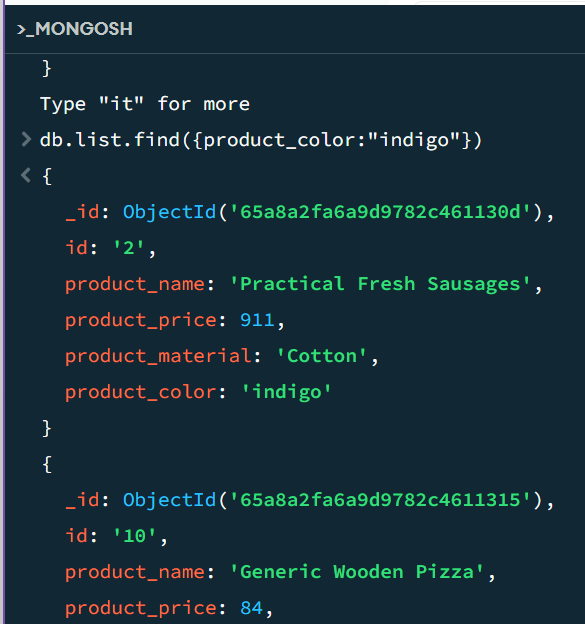 >_MONGOSH
}
Type "it" for more
> db.list.find({product_color:"indigo"})
< {
_id: ObjectId('65a8a2fa6a9d9782c461130d'),
id: '2',
product_name: 'Practical Fresh Sausages',
product_price: 911,
product_material: 'Cotton',
product_color: 'indigo'
}
{
_id: ObjectId('65a8a2fa6a9d9782c4611315'),
id: '10',
product_name: 'Generic Wooden Pizza',
product_price: 84,